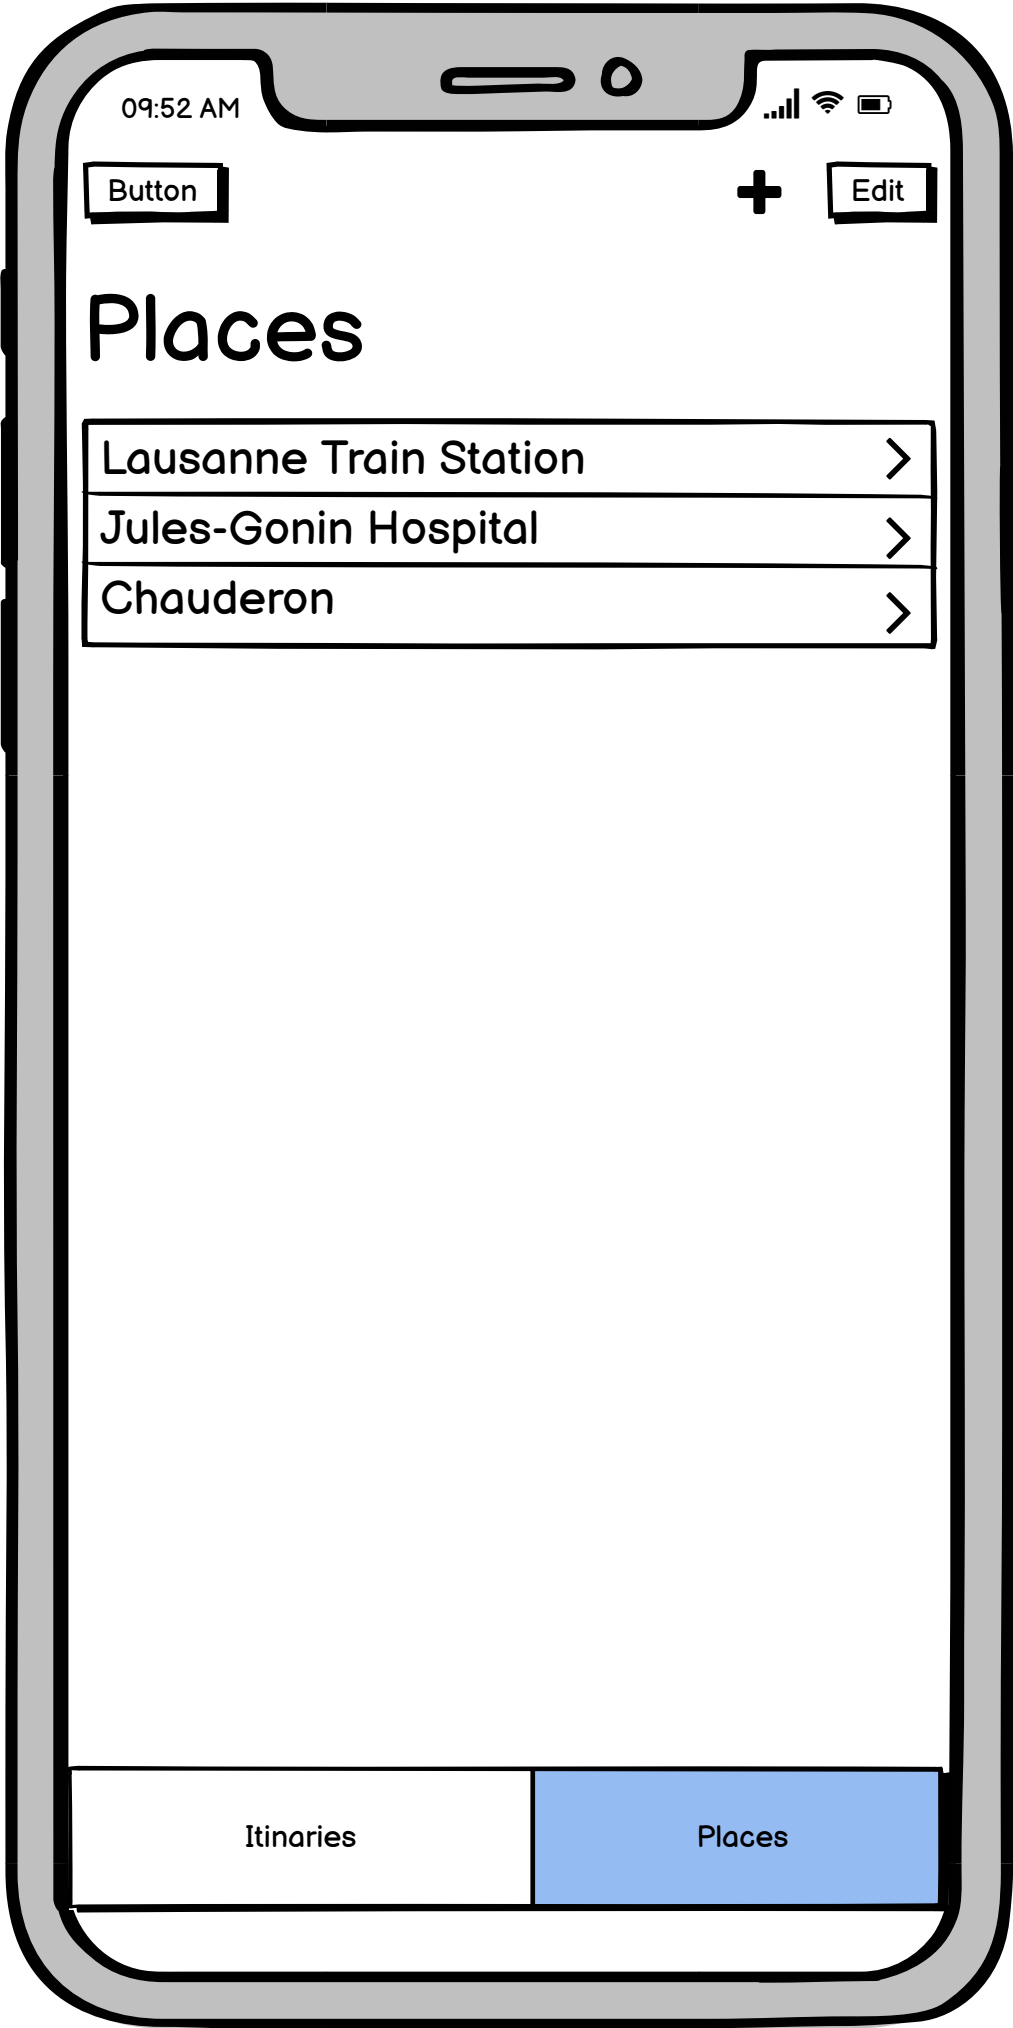 09:52 AM
Button
Edit
Places
Lausanne Train Station
Jules-Gonin Hospital
Chauderon
Itinaries
Places